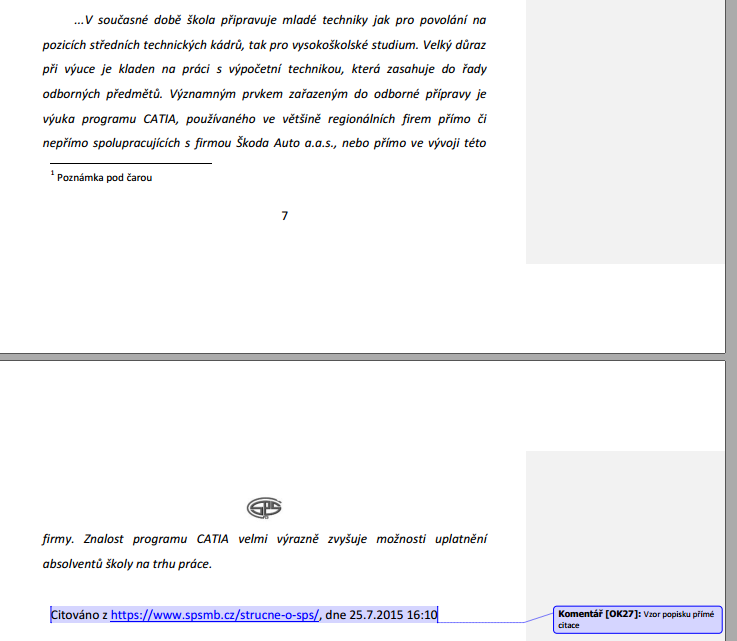 ...V současné době škola připravuje mladé techniky jak pro povolání na
pozicích středních technických kádrů, tak pro vysokoškolské studium. Velký důraz
při výuce je kladen na práci s výpočetní technikou, která zasahuje do řady
odborných předmětů. Významným prvkem zařazeným do odborné přípravy je
výuka programu CATIA, používaného ve většině regionálních firem přímo či
nepřímo spolupracujících s firmou Škoda Auto a.a.s., nebo přímo ve vývoji této
1 Poznámka pod čarou
7
SPS
firmy. Znalost programu CATIA velmi výrazně zvyšuje možnosti uplatnění
absolventů školy na trhu práce.
Citováno z https://www.spsmb.cz/strucne-o-sps/, dne 25.7.2015 16:10
Komentář [OK27]: Vzor popisku přímé
citace